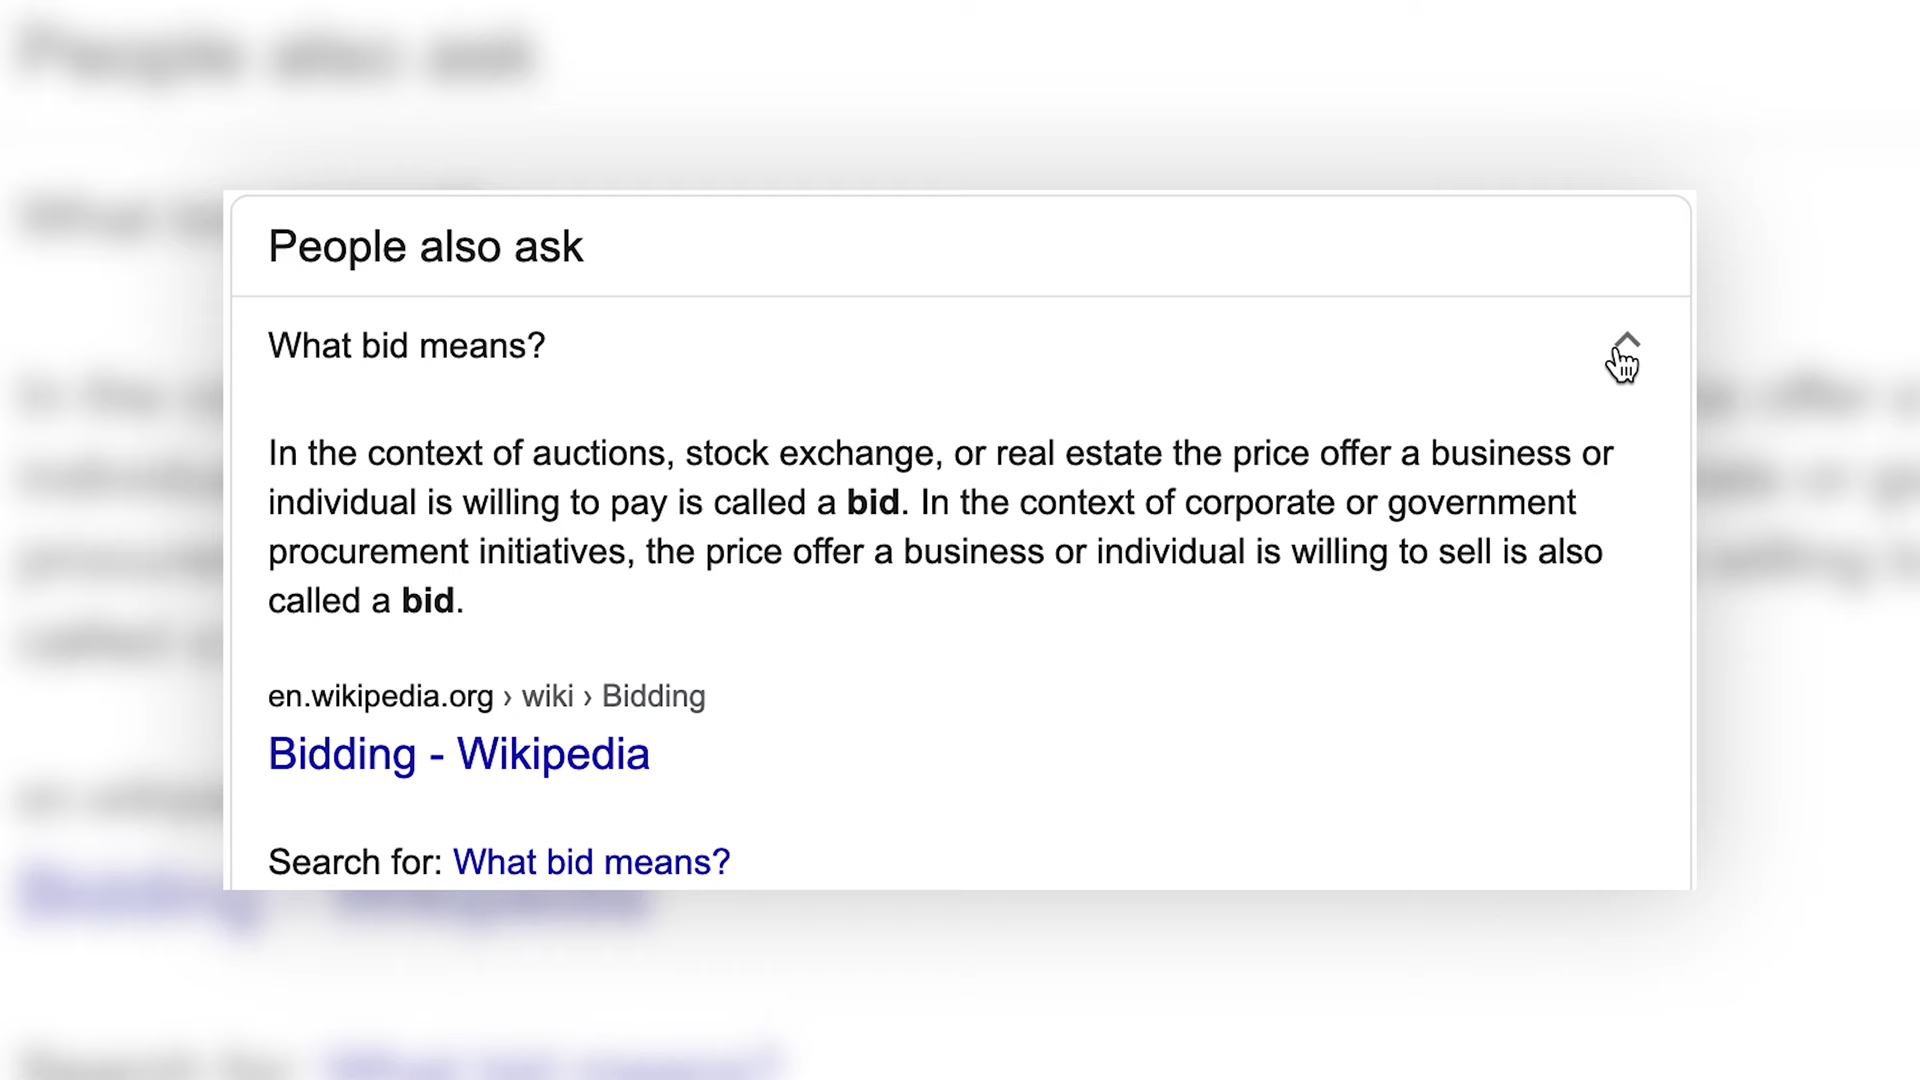 People also ask
What bid means?
In the context of auctions, stock exchange, or real estate the price offer a business or
individual is willing to pay is called a bid. In the context of corporate or government
procurement initiatives, the price offer a business or individual is willing to sell is also
called a bid.
en.wikipedia.org › wiki › Bidding
Bidding - Wikipedia
Search for: What bid means?